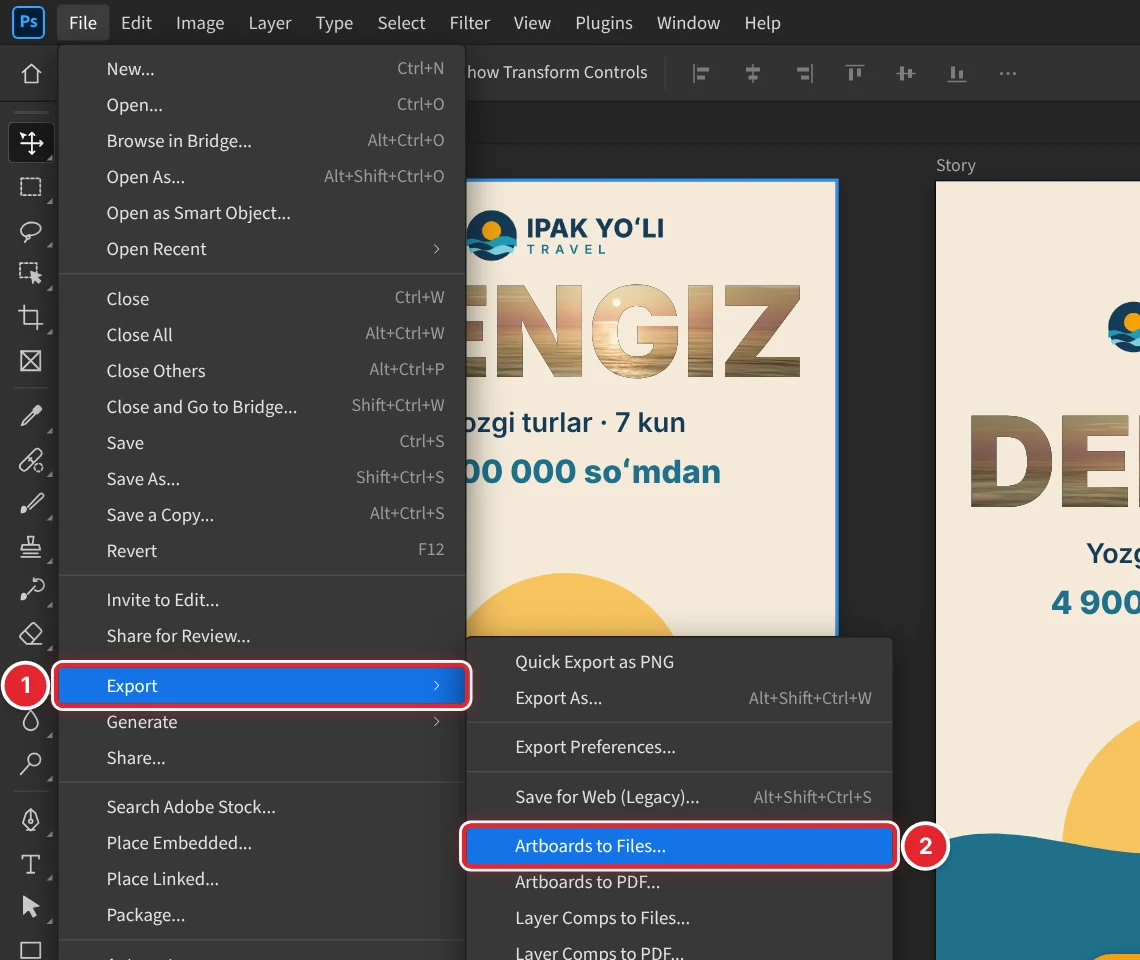 Ps File Edit Image Layer Type Select Filter View Plugins Window Help
how Transform Controls
New... Ctrl+N
Open... Ctrl+O
Browse in Bridge... Alt+Ctrl+O
Open As... Alt+Shift+Ctrl+O
Open as Smart Object...
Open Recent
Close Ctrl+W
Close All Alt+Ctrl+W
Close Others Alt+Ctrl+P
Close and Go to Bridge... Shift+Ctrl+W
Save Ctrl+S
Save As... Shift+Ctrl+S
Save a Copy... Alt+Ctrl+S
Revert F12
Invite to Edit...
Share for Review...
1 Export
Generate
Share...
Search Adobe Stock...
Place Embedded...
Place Linked...
Package...
Quick Export as PNG
Export As... Alt+Shift+Ctrl+W
Export Preferences...
Save for Web (Legacy)... Alt+Shift+Ctrl+S
Artboards to Files... 2
Artboards to PDF...
Layer Comps to Files...
Layer Comps to PDF...
IPAK YOʻLI
TRAVEL
ENGIZ
ozgi turlar · 7 kun
00 000 soʻmdan
Story
DE
Yozg
4 900